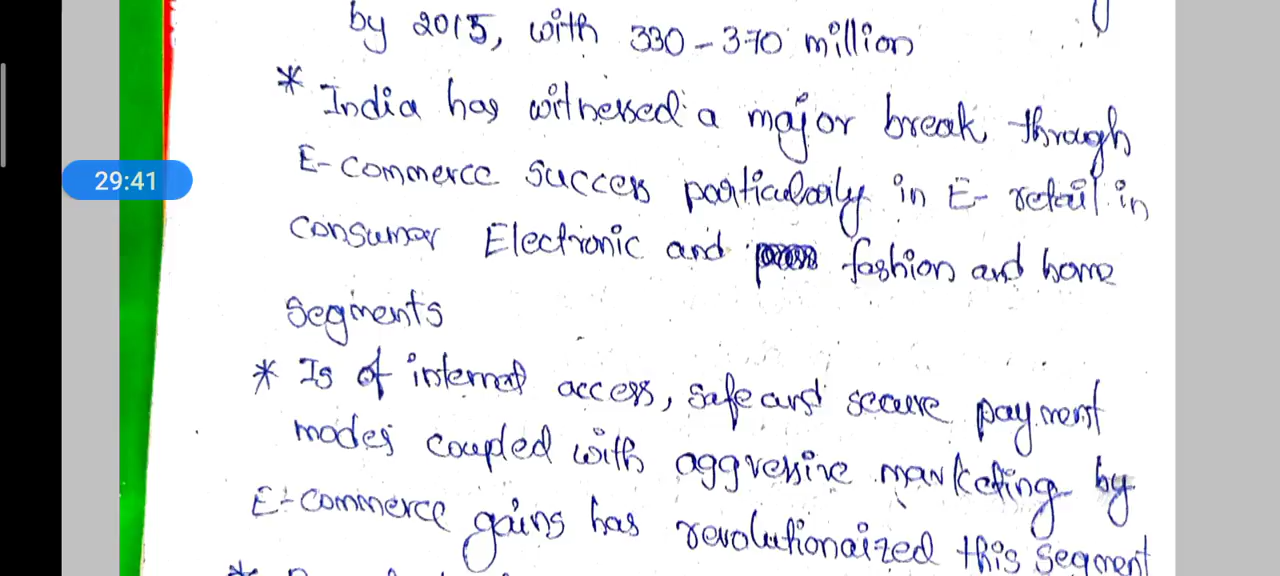 by 2015, with 330-370 million
* India has witnessed a major break through
29:41
E-commerce success particularly in E-retail in
consumer Electronic and fashion and home
segments
* Is of internet access, safe and secure payment
modes coupled with aggressive marketing by
E-commerce gains has revolutionaized this segment
*